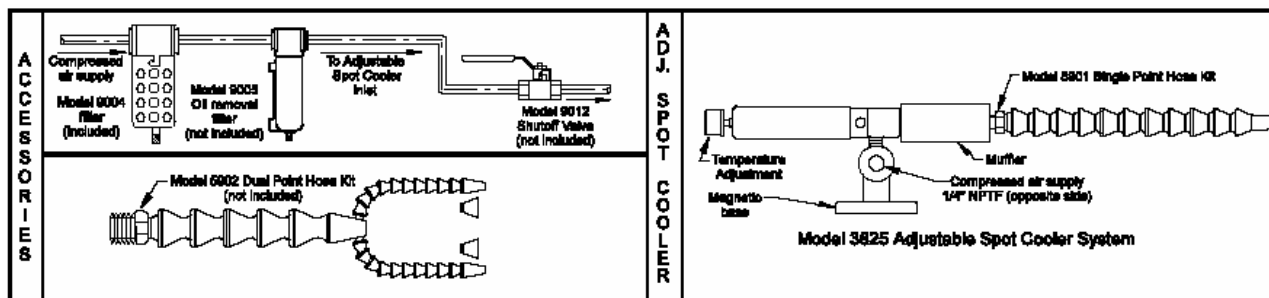 ACCESSORIES
Compressed
air supply
Model 9004
filter
(included)
Model 9005
Oil removal
filter
(not included)
To Adjustable
Spot Cooler
Inlet
Model 9012
Shutoff Valve
(not included)
Model 5902 Dual Point Hose Kit
(not included)
ADJ. SPOT COOLER
Model 5901 Single Point Hose Kit
Temperature
Adjustment
Muffler
Compressed air supply
1/4" NPTF (opposite side)
Magnetic
base
Model 3825 Adjustable Spot Cooler System